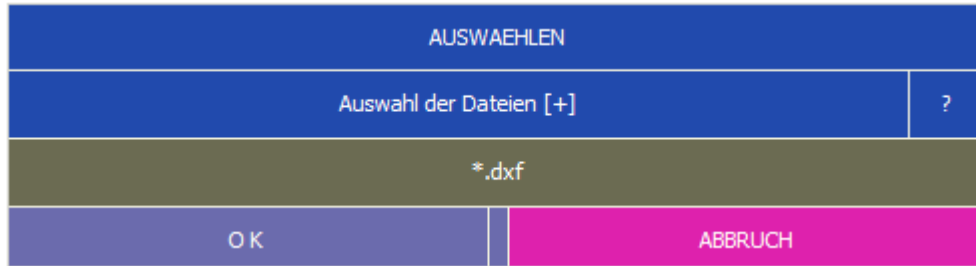 AUSWAEHLEN
Auswahl der Dateien [+] ?
*.dxf
O K ABBRUCH